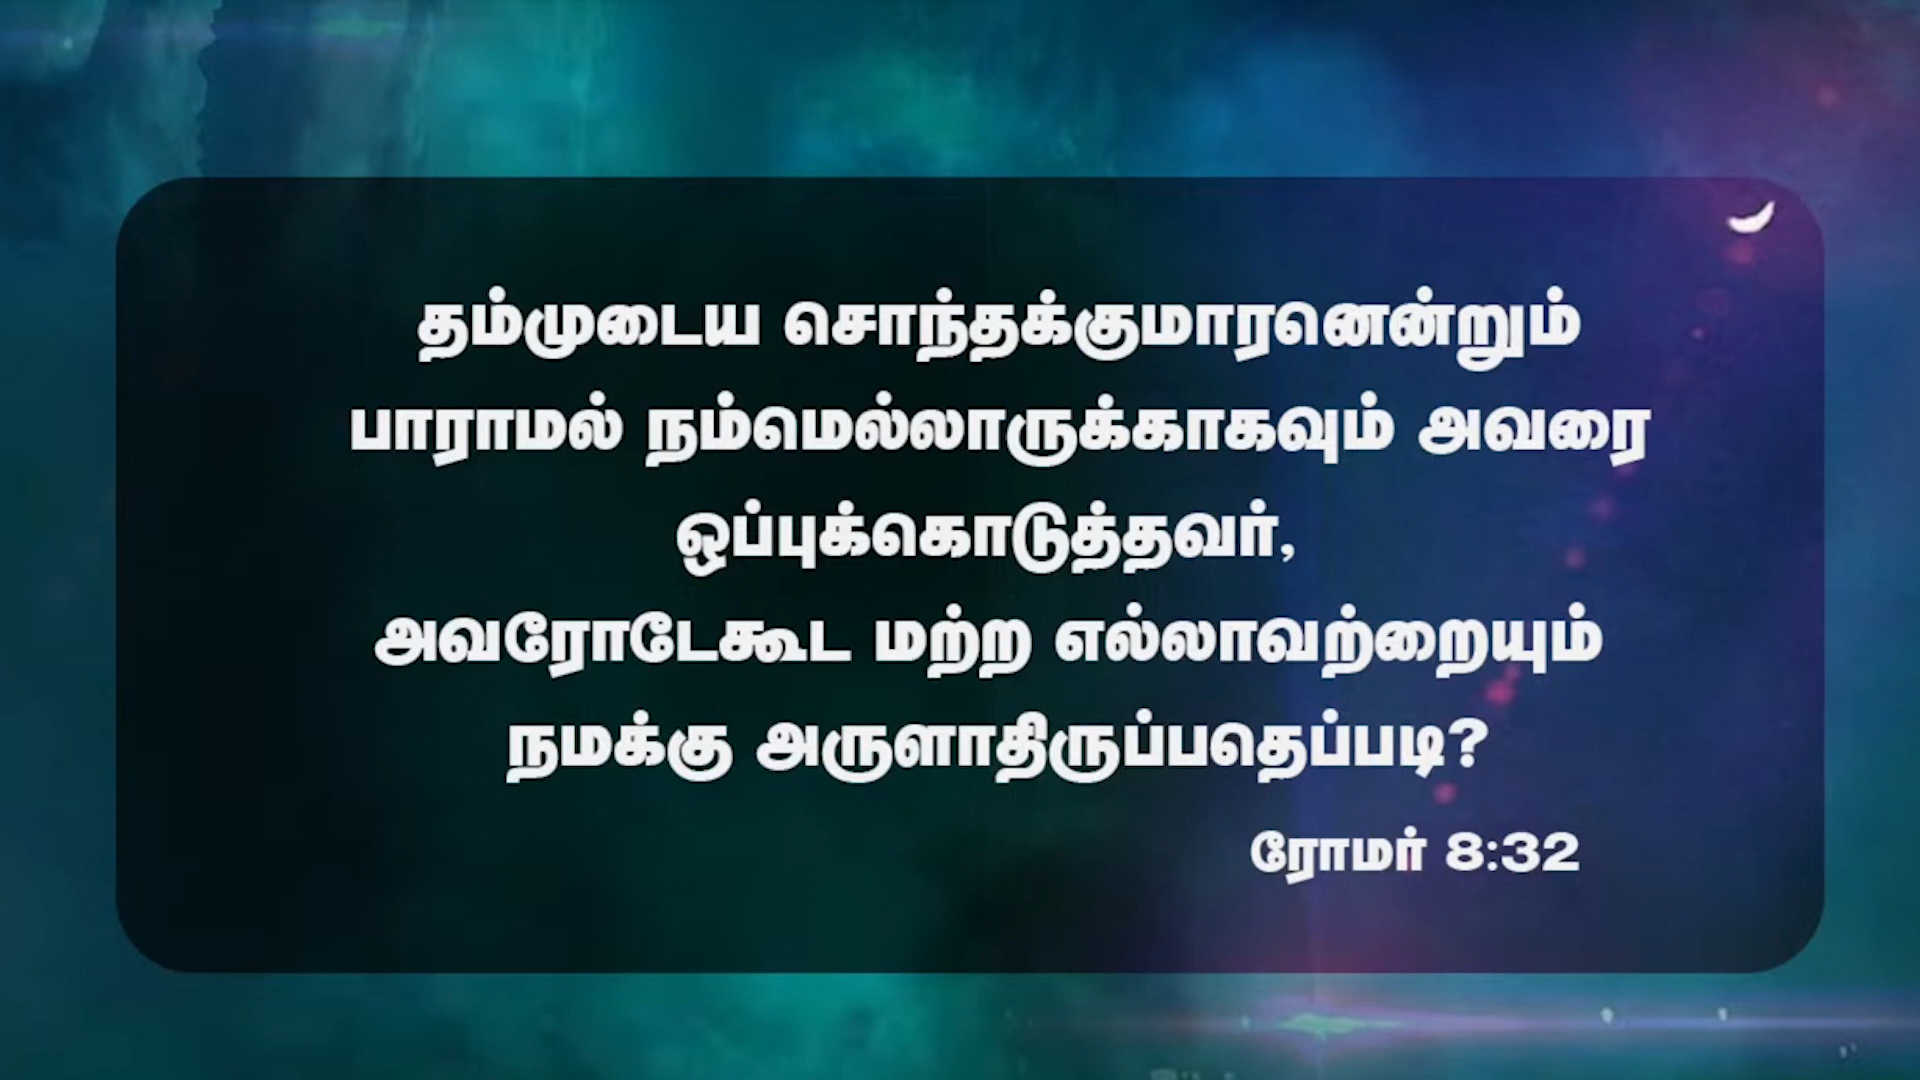 தம்முடைய சொந்தக்குமாரனென்றும்
பாராமல் நம்மெல்லாருக்காகவும் அவரை
ஒப்புக்கொடுத்தவர்,
அவரோடேகூட மற்ற எல்லாவற்றையும்
நமக்கு அருளாதிருப்பதெப்படி?
ரோமர் 8:32